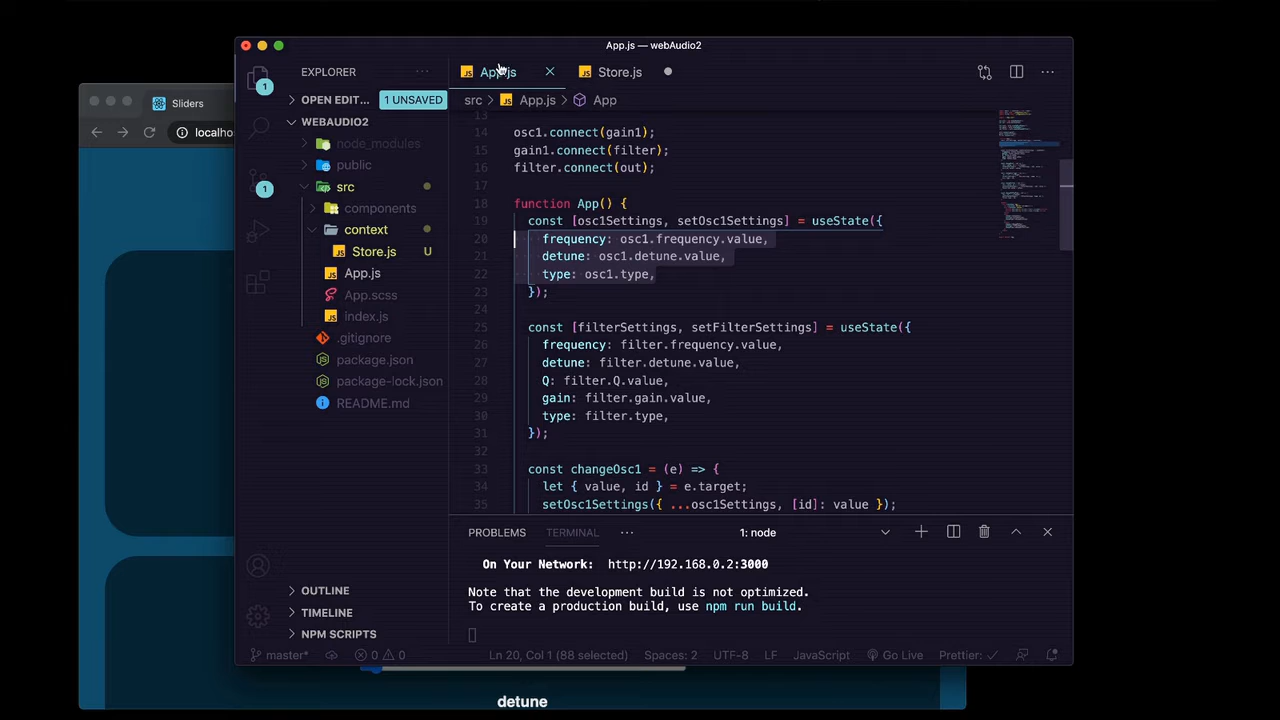 App.js — webAudio2
EXPLORER
App.js
Store.js
Sliders
localho
1
OPEN EDIT...
1 UNSAVED
src > App.js > App
WEBAUDIO2
node_modules
public
1
src
components
context
Store.js U
App.js
App.scss
index.js
.gitignore
package.json
package-lock.json
README.md
OUTLINE
TIMELINE
NPM SCRIPTS
13
14 osc1.connect(gain1);
15 gain1.connect(filter);
16 filter.connect(out);
17
18 function App() {
19 const [osc1Settings, setOsc1Settings] = useState({
20 frequency: osc1.frequency.value,
21 detune: osc1.detune.value,
22 type: osc1.type,
23 });
24
25 const [filterSettings, setFilterSettings] = useState({
26 frequency: filter.frequency.value,
27 detune: filter.detune.value,
28 Q: filter.Q.value,
29 gain: filter.gain.value,
30 type: filter.type,
31 });
32
33 const changeOsc1 = (e) => {
34 let { value, id } = e.target;
35 setOsc1Settings({ ...osc1Settings, [id]: value });
PROBLEMS TERMINAL ... 1: node
On Your Network: http://192.168.0.2:3000
Note that the development build is not optimized.
To create a production build, use npm run build.
master* 0 0 Ln 20, Col 1 (88 selected) Spaces: 2 UTF-8 LF JavaScript Go Live Prettier: ✓
detune